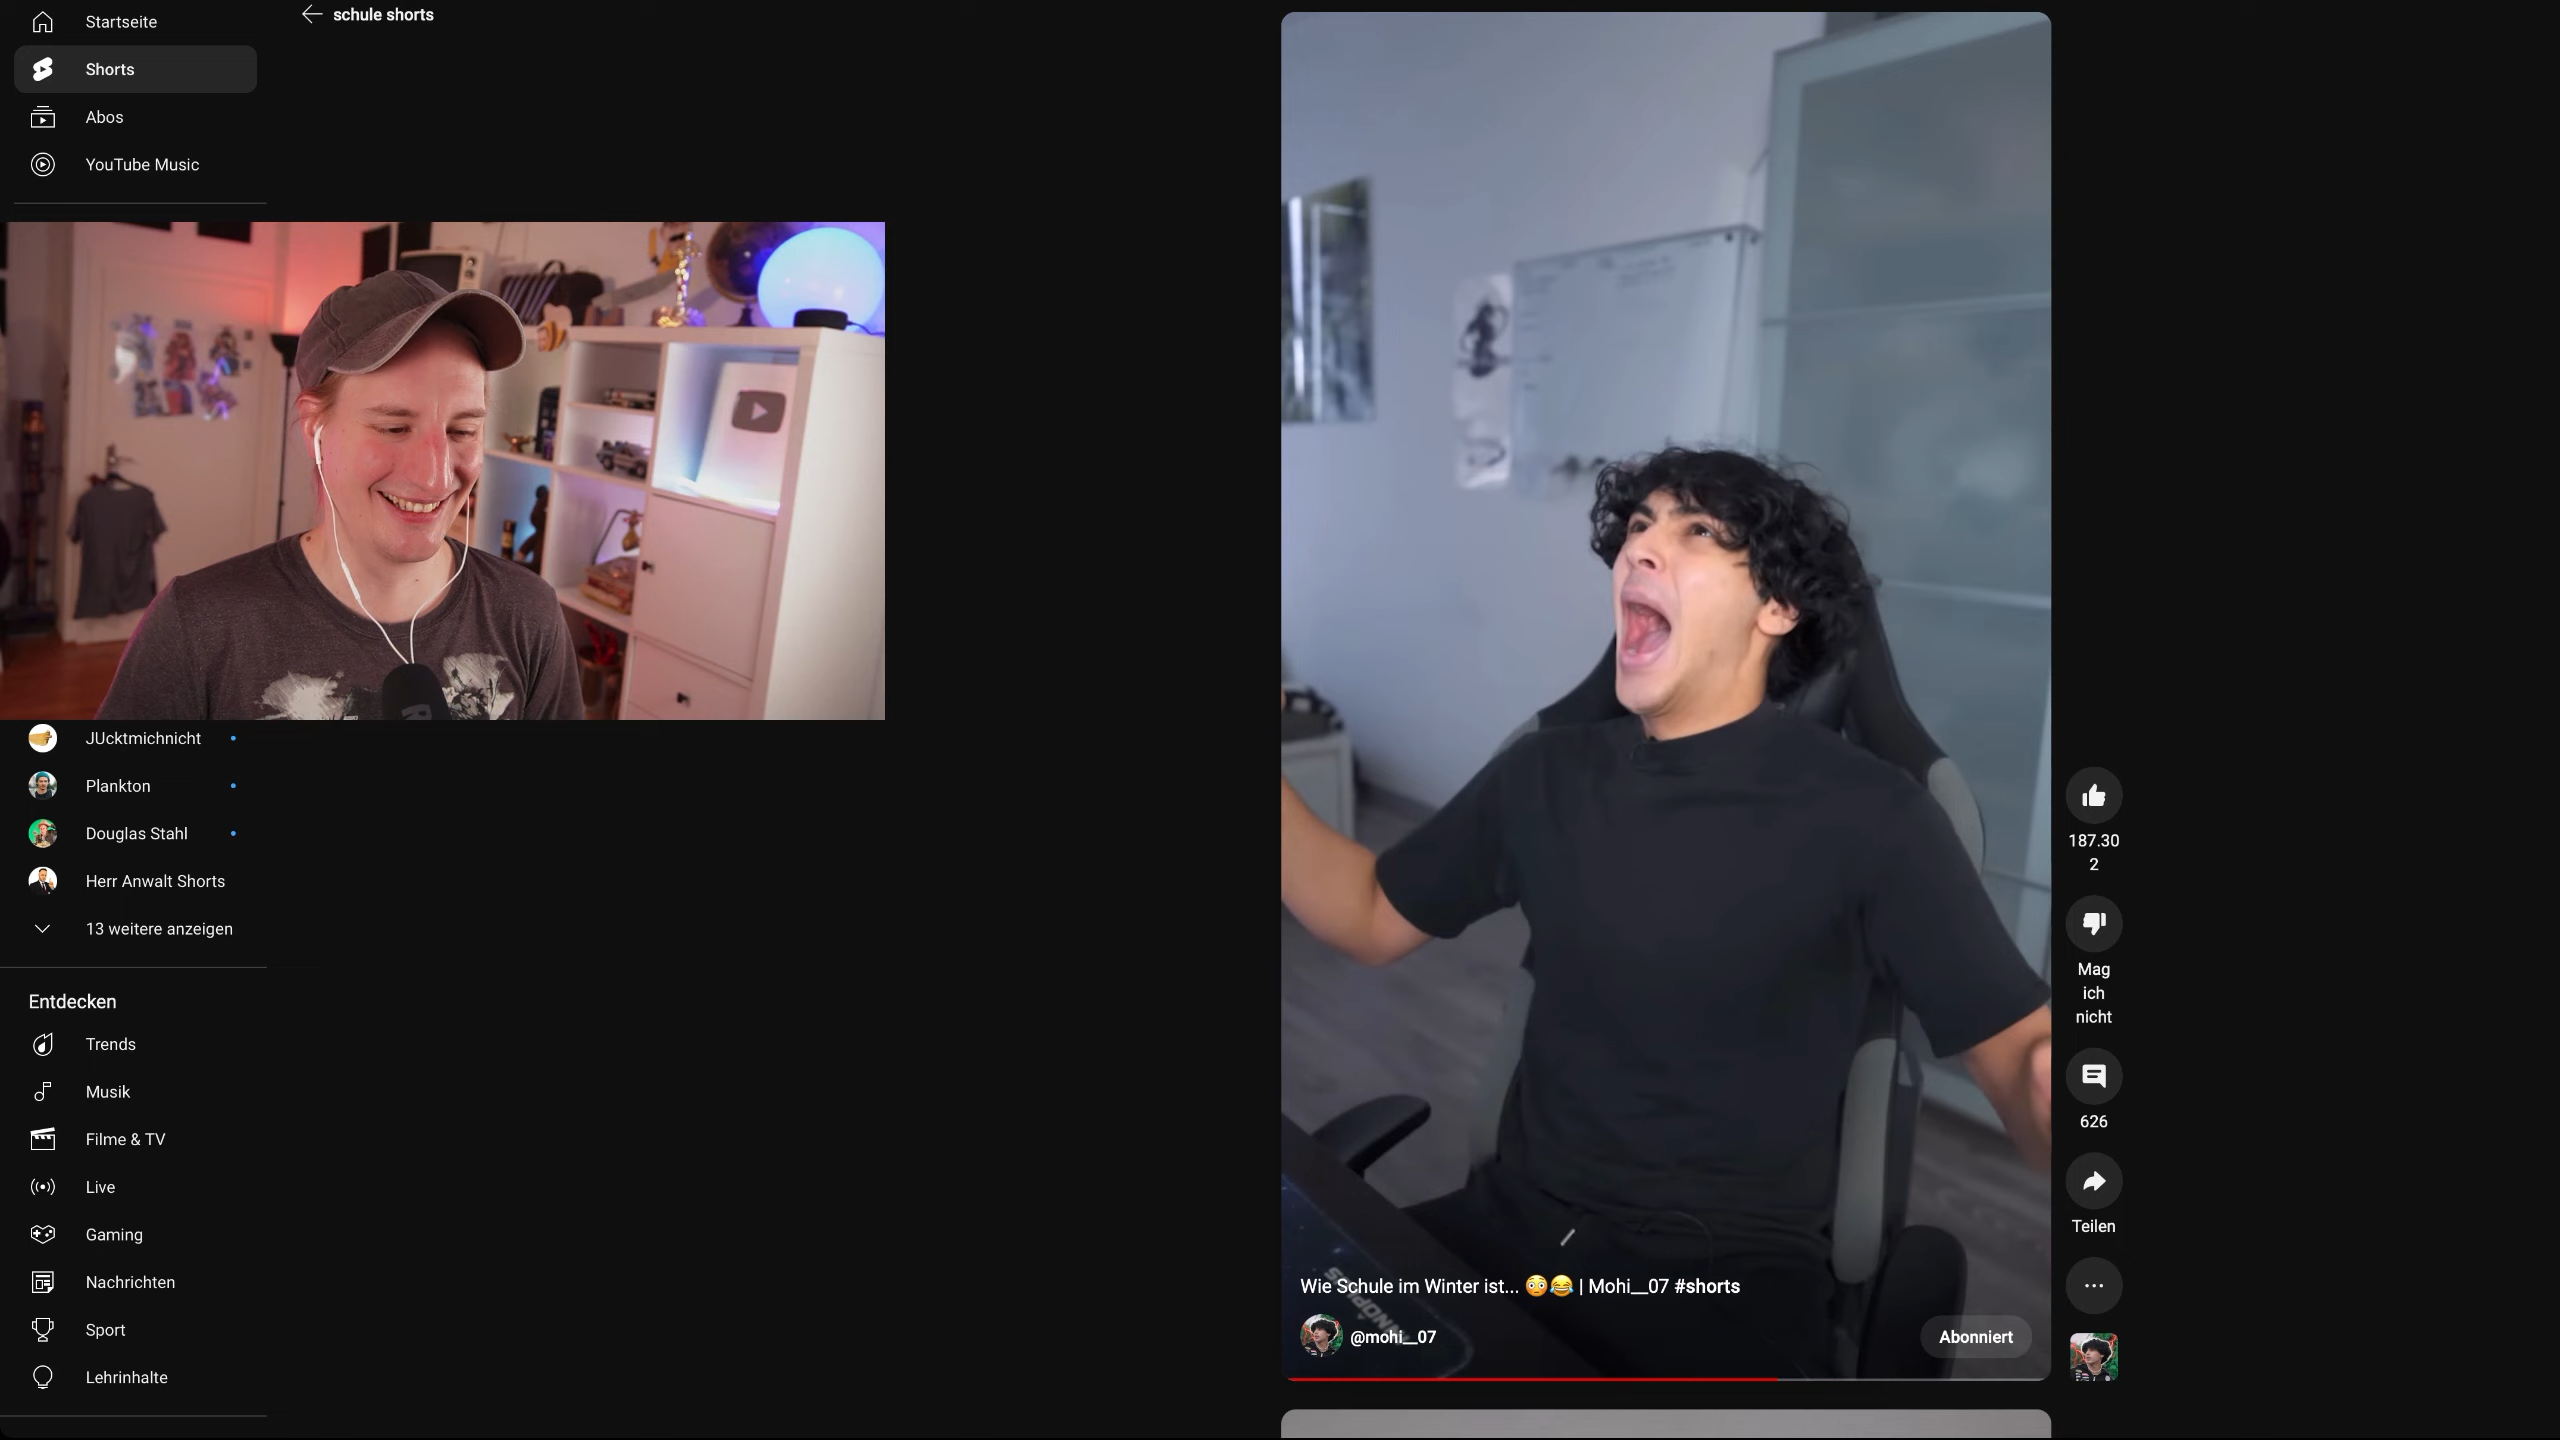 Startseite
schule shorts
Shorts
Abos
YouTube Music
JUcktmichnicht
Plankton
Douglas Stahl
Herr Anwalt Shorts
13 weitere anzeigen
Entdecken
Trends
Musik
Filme & TV
Live
Gaming
Nachrichten
Sport
Lehrinhalte
Wie Schule im Winter ist... 😳😂 | Mohi__07 #shorts
@mohi__07
Abonniert
187.30
2
Mag
ich
nicht
626
Teilen